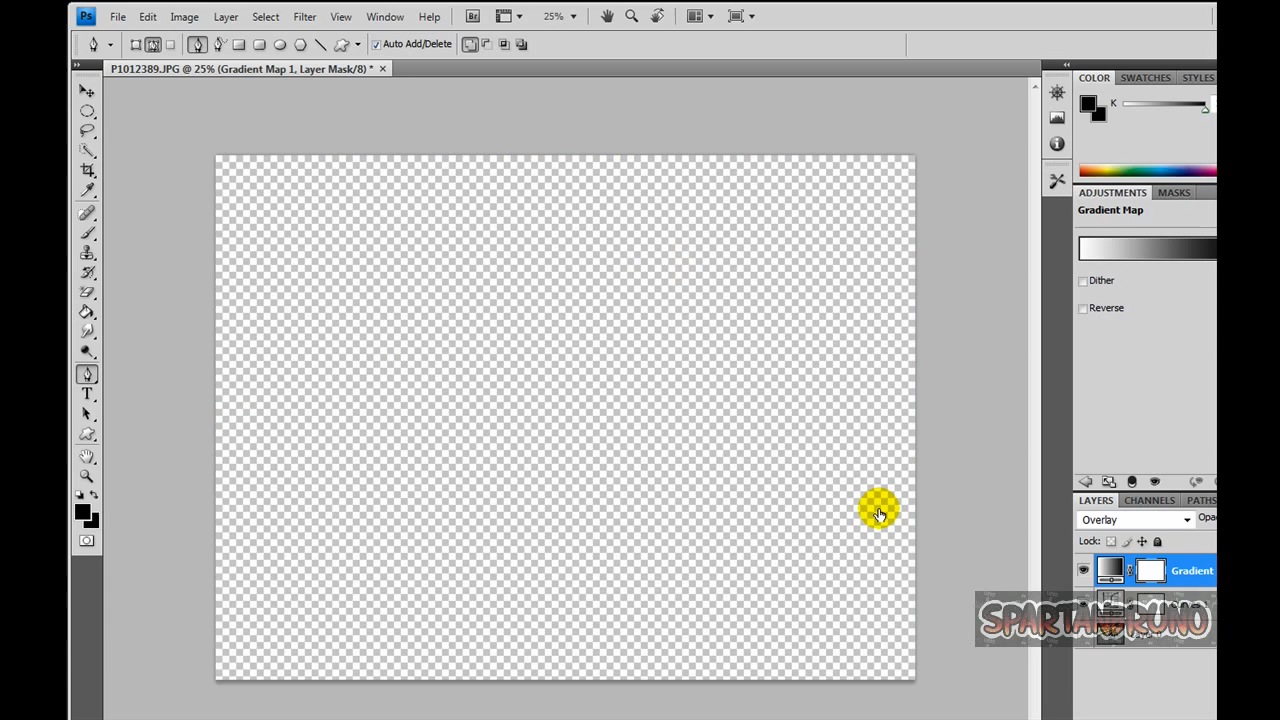 Ps File Edit Image Layer Select Filter View Window Help Br 25%
Auto Add/Delete
P1012389.JPG @ 25% (Gradient Map 1, Layer Mask/8) *
COLOR SWATCHES STYLES
K
ADJUSTMENTS MASKS
Gradient Map
Dither
Reverse
T
LAYERS CHANNELS PATHS
Overlay Opa
Lock:
Gradient
SPARTANBRUNO